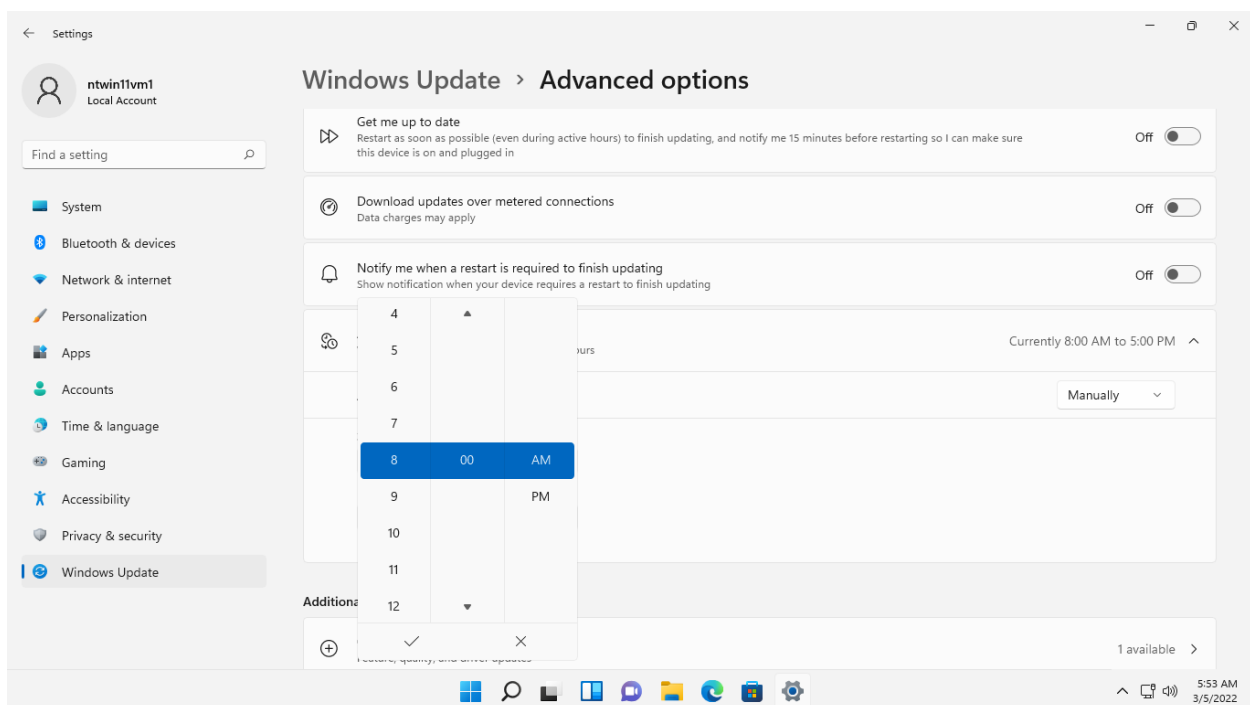 Settings
ntwin11vm1
Local Account
Find a setting
System
Bluetooth & devices
Network & internet
Personalization
Apps
Accounts
Time & language
Gaming
Accessibility
Privacy & security
Windows Update
Windows Update > Advanced options
Get me up to date
Restart as soon as possible (even during active hours) to finish updating, and notify me 15 minutes before restarting so I can make sure
this device is on and plugged in
Off
Download updates over metered connections
Data charges may apply
Off
Notify me when a restart is required to finish updating
Show notification when your device requires a restart to finish updating
Off
Currently 8:00 AM to 5:00 PM
Manually
4
5
6
7
8 00 AM
9 PM
10
11
12
1 available
5:53 AM
3/5/2022